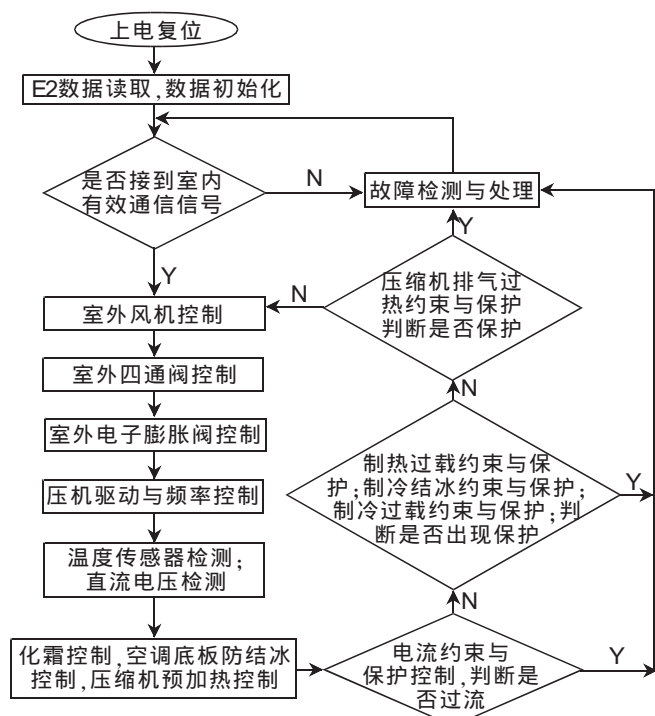 上电复位
E2数据读取,数据初始化
是否接到室内
有效通信信号
N
故障检测与处理
Y
Y
压缩机排气过
热约束与保护
判断是否保护
N
室外风机控制
室外四通阀控制
N
室外电子膨胀阀控制
制热过载约束与保
护;制冷结冰约束与保护;
制冷过载约束与保护;判
断是否出现保护
Y
压机驱动与频率控制
温度传感器检测;
直流电压检测
N
化霜控制,空调底板防结冰
控制,压缩机预加热控制
电流约束与
保护控制,判断是
否过流
Y